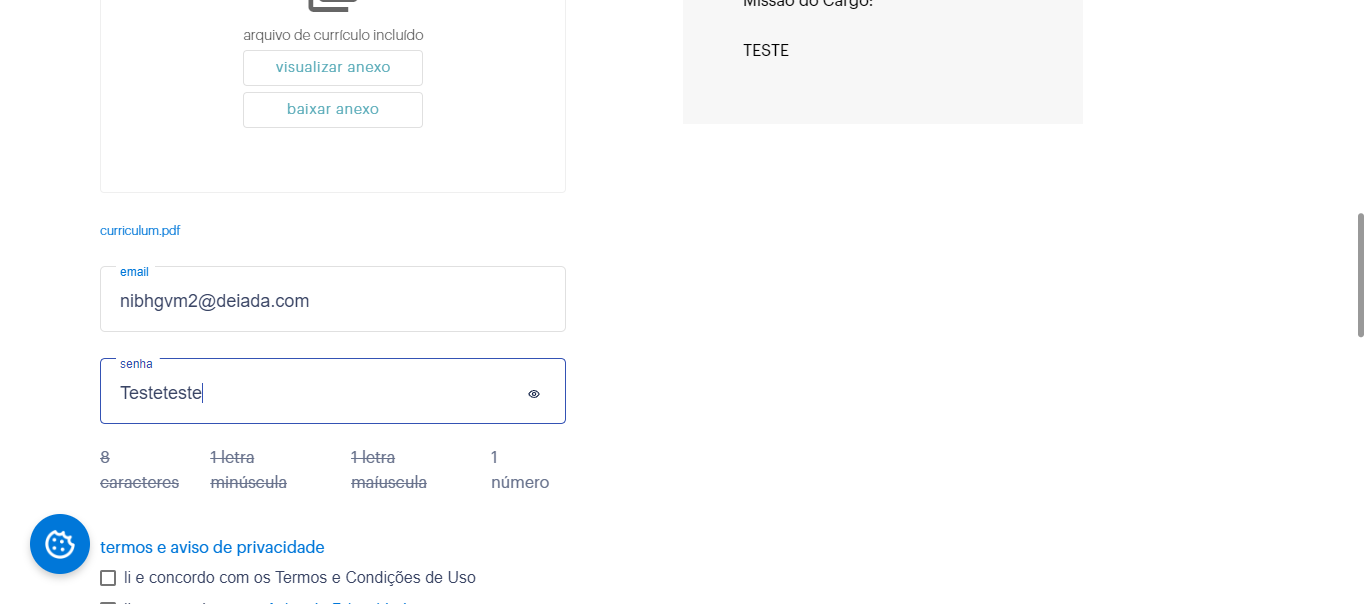 Missão do Cargo:
TESTE
arquivo de currículo incluído
visualizar anexo
baixar anexo
curriculum.pdf
email
nibhgvm2@deiada.com
senha
Testeteste
8 caracteres
1 letra minúscula
1 letra maíuscula
1 número
termos e aviso de privacidade
li e concordo com os Termos e Condições de Uso